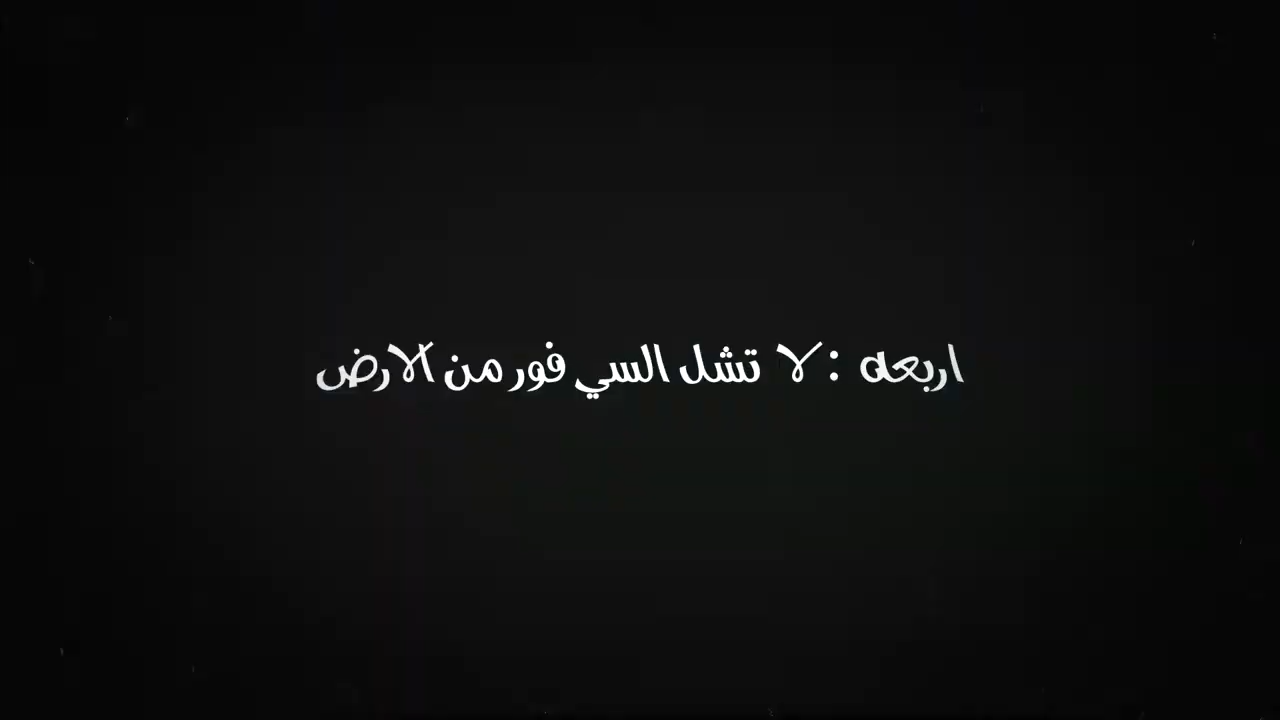 اربعه : لا تشل السي فور من الارض